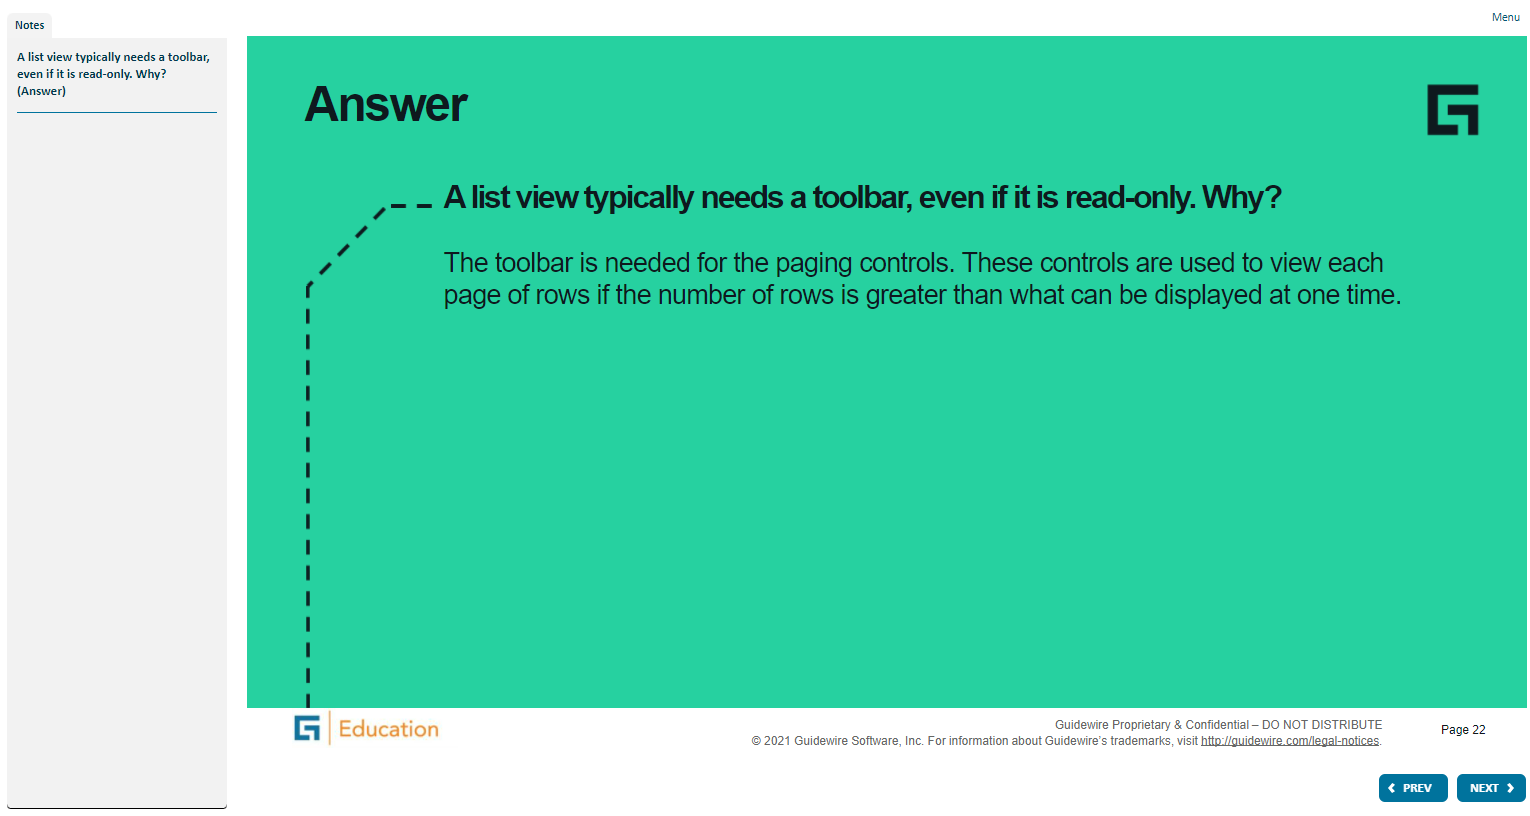 Notes
Menu
A list view typically needs a toolbar,
even if it is read-only. Why?
(Answer)
Answer
A list view typically needs a toolbar, even if it is read-only. Why?
The toolbar is needed for the paging controls. These controls are used to view each
page of rows if the number of rows is greater than what can be displayed at one time.
Education
Guidewire Proprietary & Confidential – DO NOT DISTRIBUTE
© 2021 Guidewire Software, Inc. For information about Guidewire’s trademarks, visit http://guidewire.com/legal-notices.
Page 22
PREV
NEXT